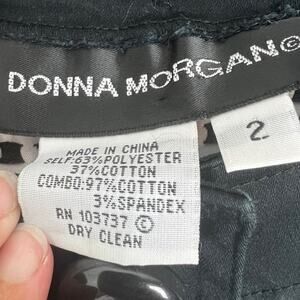 DONNA MORGAN©
2
MADE IN CHINA
SELF:63%POLYESTER
37%COTTON
COMBO:97%COTTON
3%SPANDEX
RN 103737 ©
DRY CLEAN